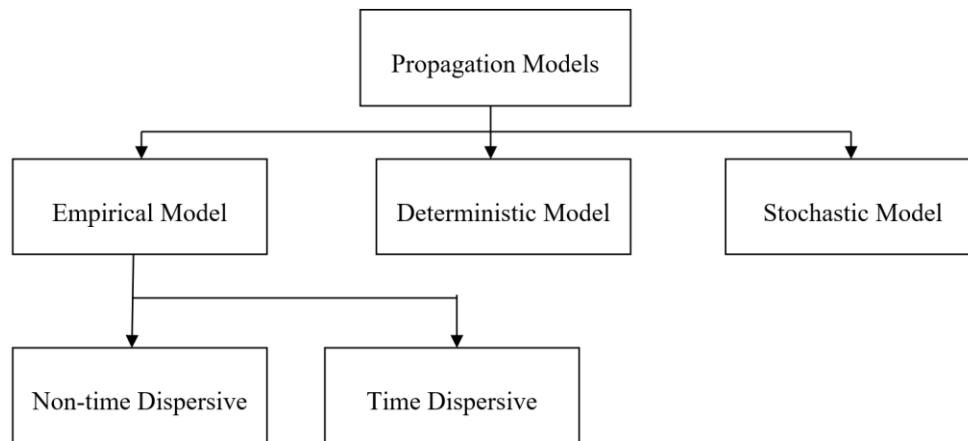 Propagation Models
Empirical Model
Deterministic Model
Stochastic Model
Non-time Dispersive
Time Dispersive